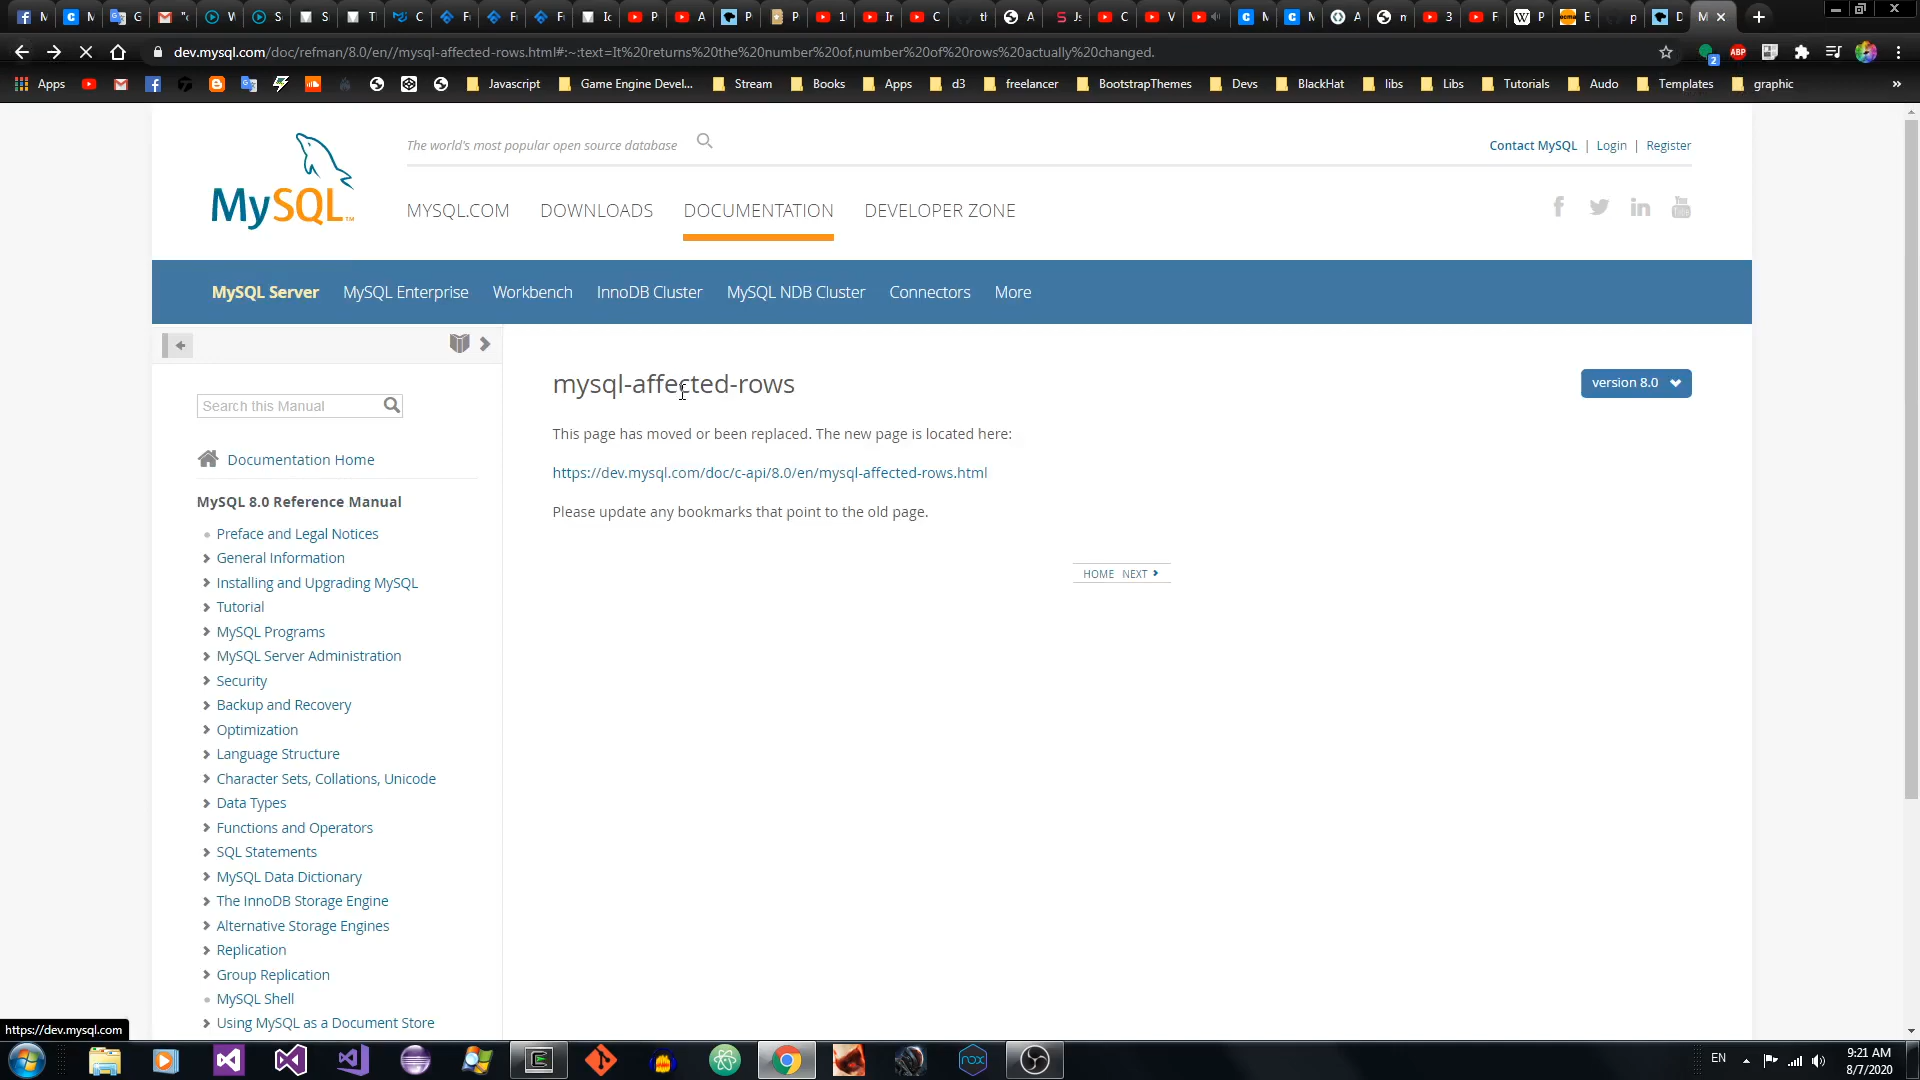 dev.mysql.com/doc/refman/8.0/en//mysql-affected-rows.html#:~:text=It%20returns%20the%20number%20of,number%20of%20rows%20actually%20changed.
Apps
Javascript
Game Engine Devel...
Stream
Books
Apps
d3
freelancer
BootstrapThemes
Devs
BlackHat
libs
Libs
Tutorials
Audo
Templates
graphic
»
MySQL™
The world's most popular open source database
Contact MySQL | Login | Register
MYSQL.COM DOWNLOADS DOCUMENTATION DEVELOPER ZONE
MySQL Server MySQL Enterprise Workbench InnoDB Cluster MySQL NDB Cluster Connectors More
Search this Manual
Documentation Home
MySQL 8.0 Reference Manual
Preface and Legal Notices
General Information
Installing and Upgrading MySQL
Tutorial
MySQL Programs
MySQL Server Administration
Security
Backup and Recovery
Optimization
Language Structure
Character Sets, Collations, Unicode
Data Types
Functions and Operators
SQL Statements
MySQL Data Dictionary
The InnoDB Storage Engine
Alternative Storage Engines
Replication
Group Replication
MySQL Shell
Using MySQL as a Document Store
mysql-affected-rows
version 8.0
This page has moved or been replaced. The new page is located here:
https://dev.mysql.com/doc/c-api/8.0/en/mysql-affected-rows.html
Please update any bookmarks that point to the old page.
HOME NEXT
https://dev.mysql.com
nox
EN
9:21 AM
8/7/2020